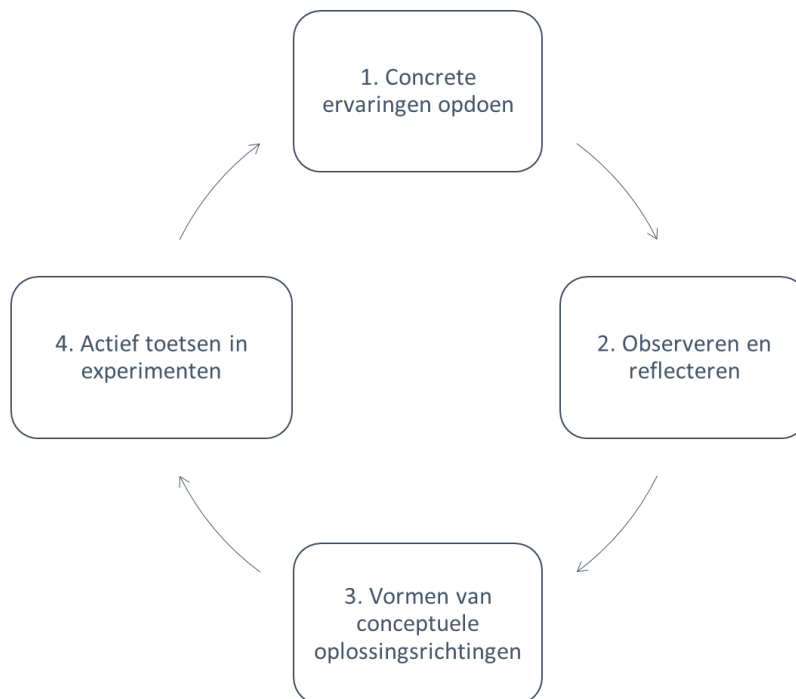 1. Concrete
ervaringen opdoen
2. Observeren en
reflecteren
3. Vormen van
conceptuele
oplossingsrichtingen
4. Actief toetsen in
experimenten